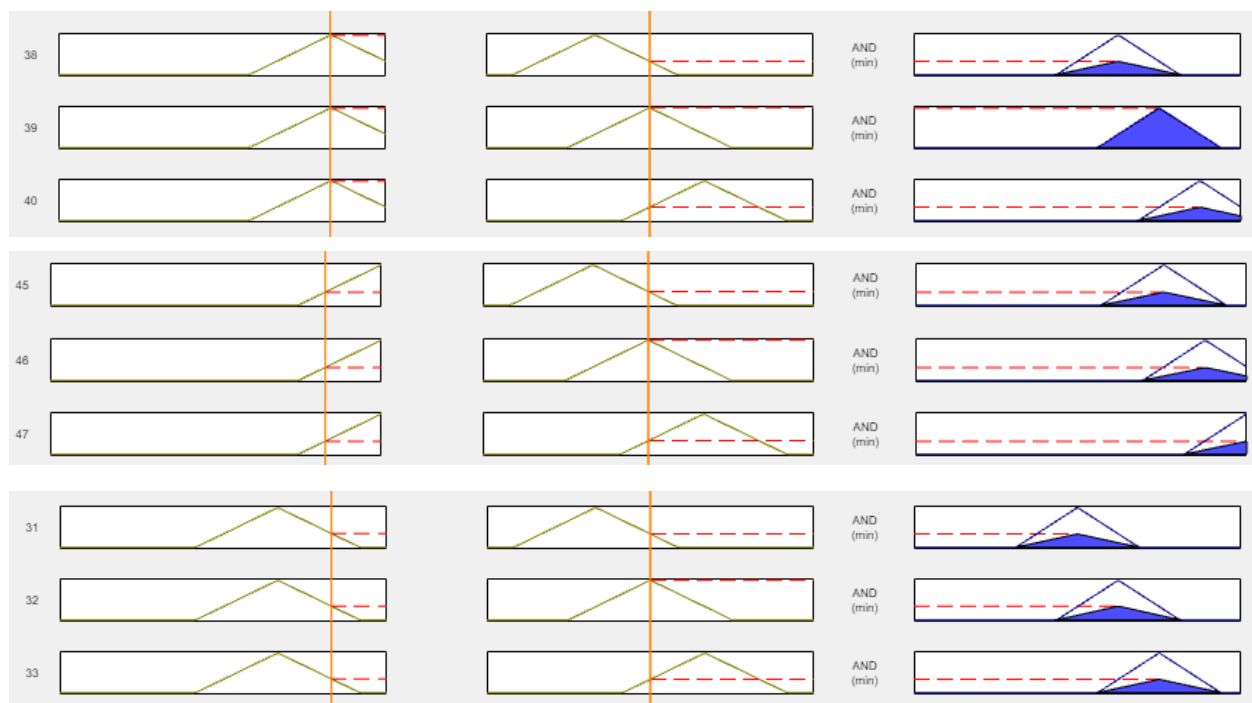 38
AND
(min)
39
AND
(min)
40
AND
(min)
45
AND
(min)
46
AND
(min)
47
AND
(min)
31
AND
(min)
32
AND
(min)
33
AND
(min)